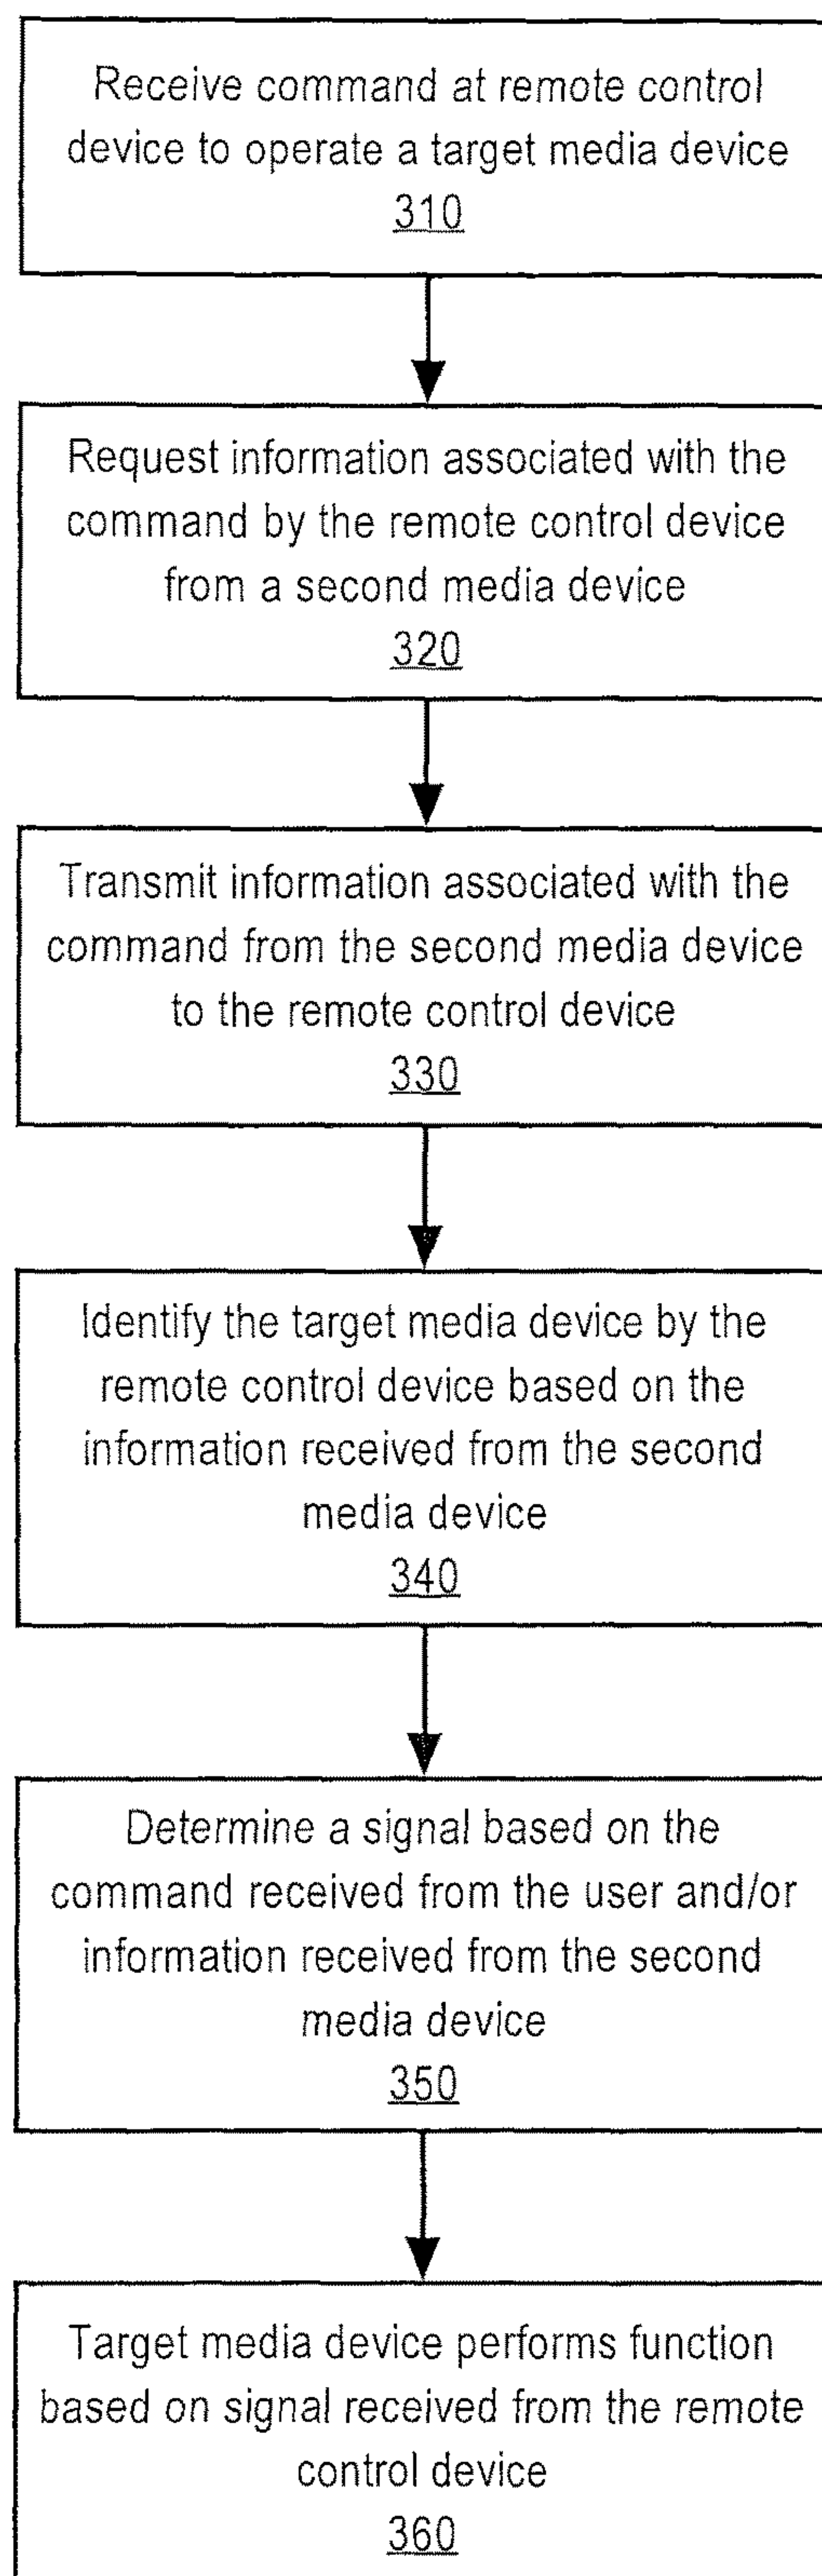 Receive command at remote control
device to operate a target media device
310
Request information associated with the
command by the remote control device
from a second media device
320
Transmit information associated with the
command from the second media device
to the remote control device
330
Identify the target media device by the
remote control device based on the
information received from the second
media device
340
Determine a signal based on the
command received from the user and/or
information received from the second
media device
350
Target media device performs function
based on signal received from the remote
control device
360